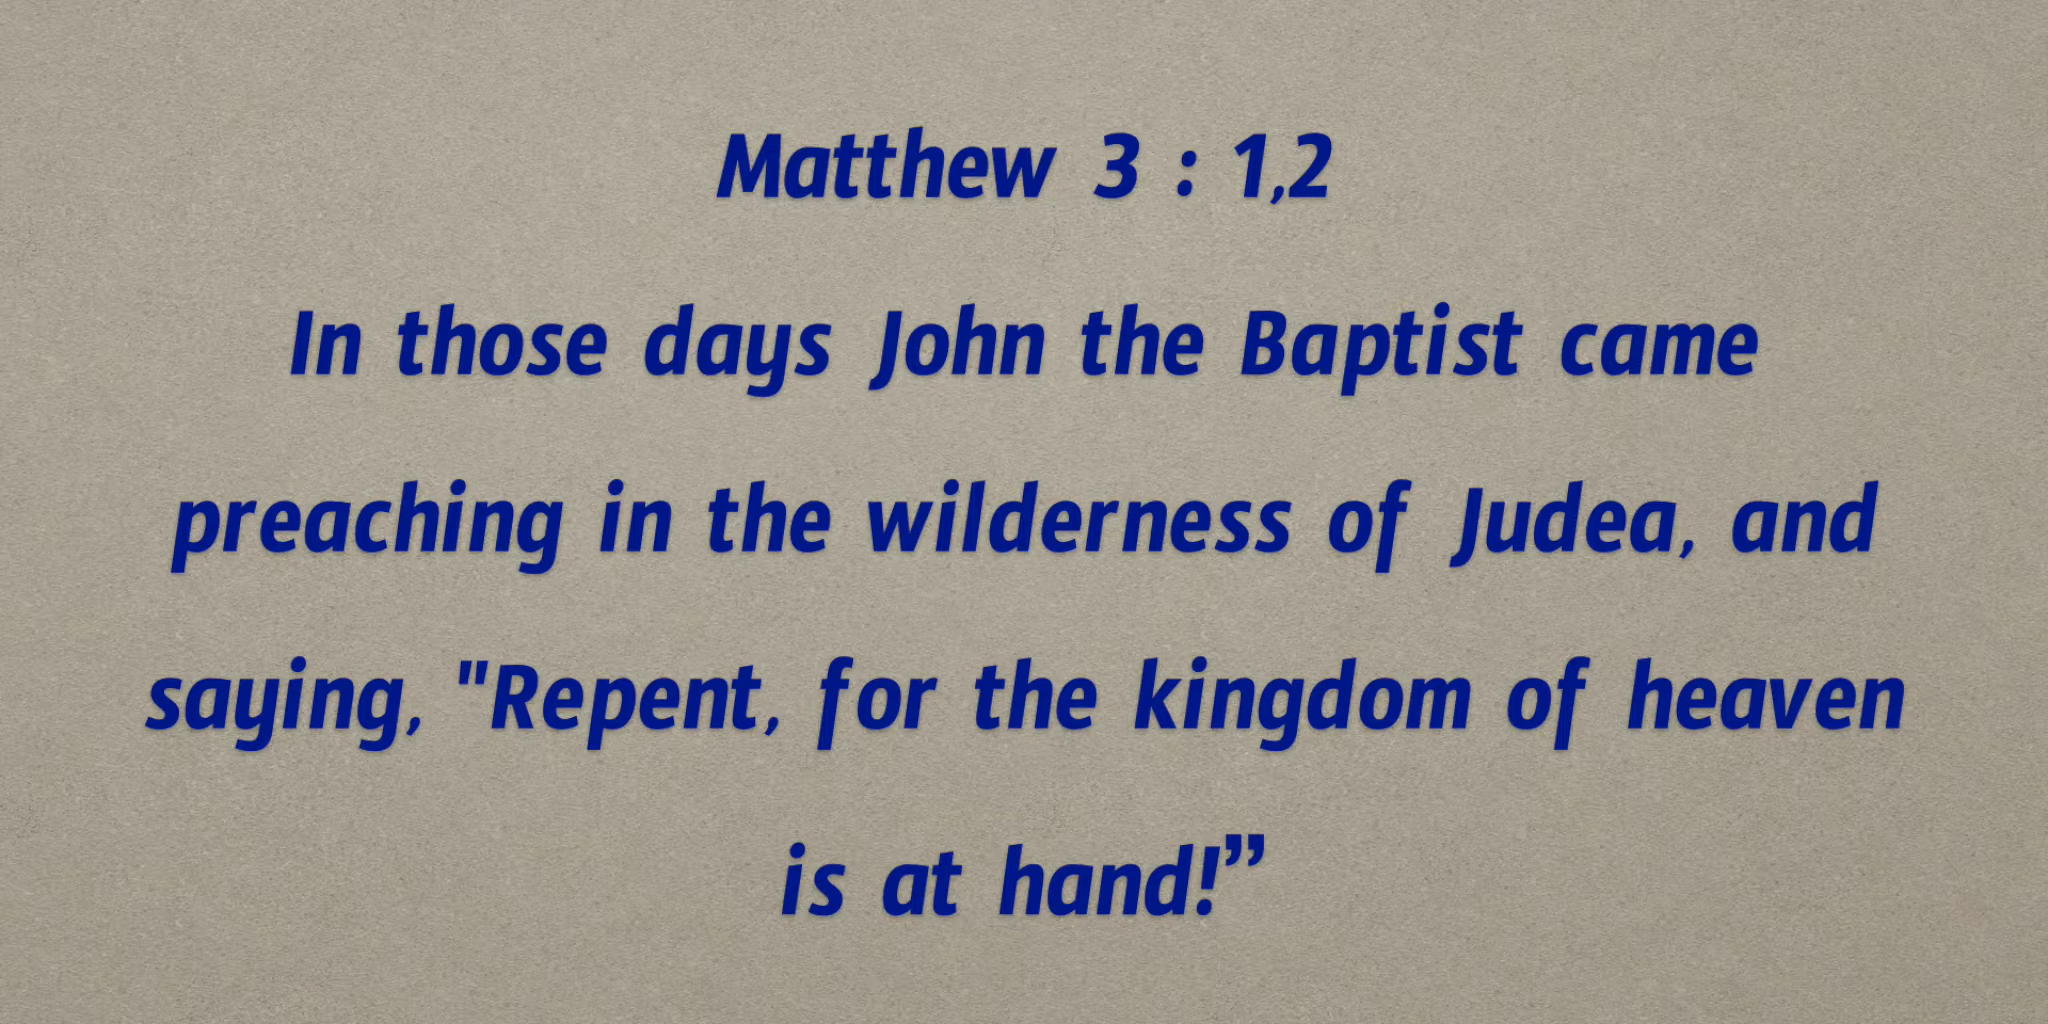 Matthew 3 : 1,2
In those days John the Baptist came
preaching in the wilderness of Judea, and
saying, "Repent, for the kingdom of heaven
is at hand!”